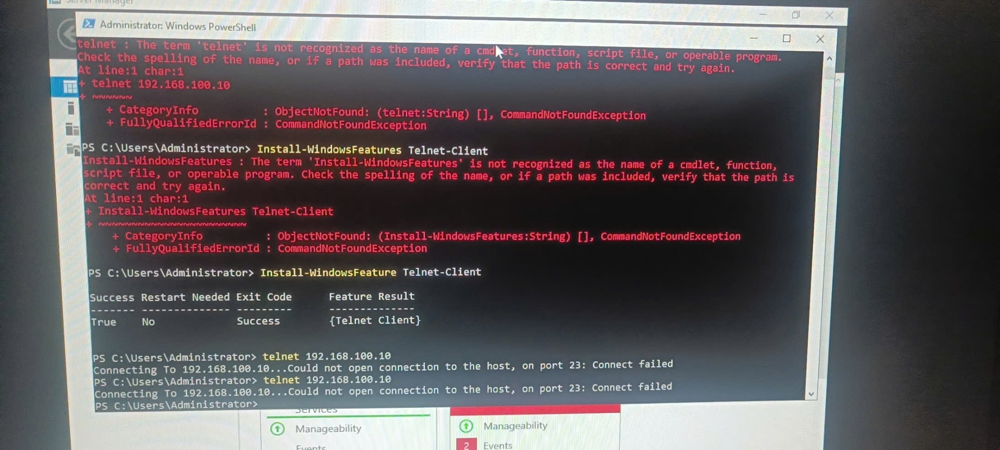 Server Manager
Administrator: Windows PowerShell
telnet : The term 'telnet' is not recognized as the name of a cmdlet, function, script file, or operable program.
Check the spelling of the name, or if a path was included, verify that the path is correct and try again.
At line:1 char:1
+ telnet 192.168.100.10
+ ~~~~~~
+ CategoryInfo          : ObjectNotFound: (telnet:String) [], CommandNotFoundException
+ FullyQualifiedErrorId : CommandNotFoundException
PS C:\Users\Administrator> Install-WindowsFeatures Telnet-Client
Install-WindowsFeatures : The term 'Install-WindowsFeatures' is not recognized as the name of a cmdlet, function,
script file, or operable program. Check the spelling of the name, or if a path was included, verify that the path is
correct and try again.
At line:1 char:1
+ Install-WindowsFeatures Telnet-Client
+ ~~~~~~~~~~~~~~~~~~~~~~~
+ CategoryInfo          : ObjectNotFound: (Install-WindowsFeatures:String) [], CommandNotFoundException
+ FullyQualifiedErrorId : CommandNotFoundException
PS C:\Users\Administrator> Install-WindowsFeature Telnet-Client
Success Restart Needed Exit Code      Feature Result
------- -------------- ---------      --------------
True    No             Success        {Telnet Client}
PS C:\Users\Administrator> telnet 192.168.100.10
Connecting To 192.168.100.10...Could not open connection to the host, on port 23: Connect failed
PS C:\Users\Administrator> telnet 192.168.100.10
Connecting To 192.168.100.10...Could not open connection to the host, on port 23: Connect failed
PS C:\Users\Administrator>
Services
Manageability
Manageability
Events
2 Events